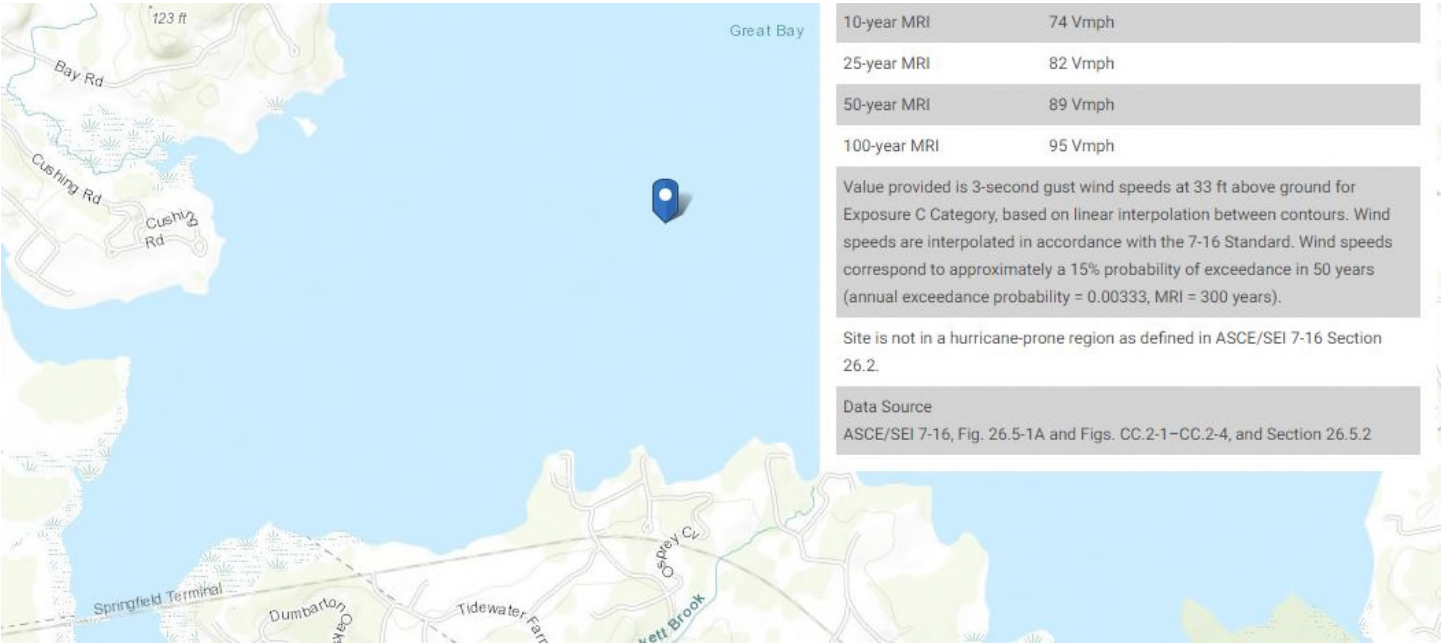 123 ft
Great Bay
Bay Rd
Cushing Rd
Cushing
Rd
10-year MRI 74 Vmph
25-year MRI 82 Vmph
50-year MRI 89 Vmph
100-year MRI 95 Vmph
Value provided is 3-second gust wind speeds at 33 ft above ground for
Exposure C Category, based on linear interpolation between contours. Wind
speeds are interpolated in accordance with the 7-16 Standard. Wind speeds
correspond to approximately a 15% probability of exceedance in 50 years
(annual exceedance probability = 0.00333, MRI = 300 years).
Site is not in a hurricane-prone region as defined in ASCE/SEI 7-16 Section
26.2.
Data Source
ASCE/SEI 7-16, Fig. 26.5-1A and Figs. CC.2-1–CC.2-4, and Section 26.5.2
Osprey Cv
Springfield Terminal
Dumbarton Oaks
Tidewater Farm
kett Brook